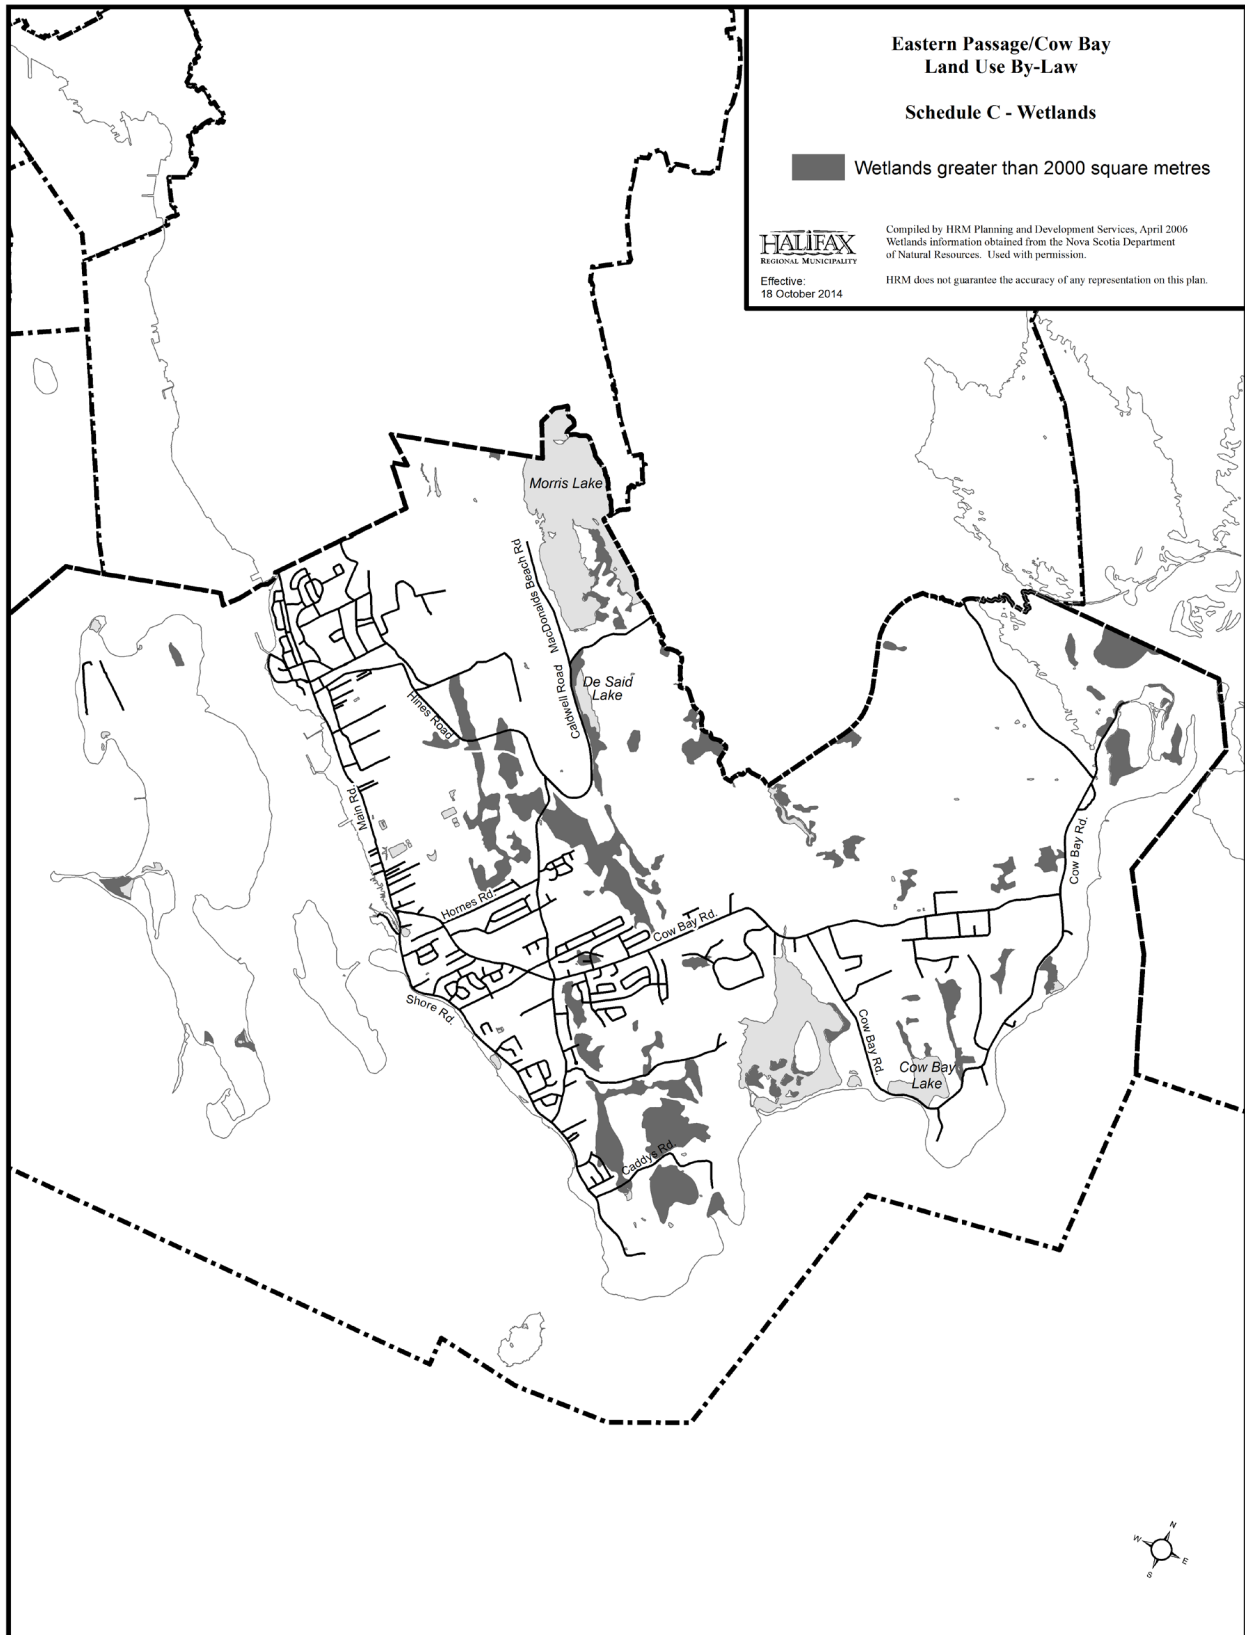 Eastern Passage/Cow Bay
Land Use By-Law
Schedule C - Wetlands
Wetlands greater than 2000 square metres
HALIFAX
REGIONAL MUNICIPALITY
Compiled by HRM Planning and Development Services, April 2006
Wetlands information obtained from the Nova Scotia Department
of Natural Resources.  Used with permission.
Effective:
18 October 2014
HRM does not guarantee the accuracy of any representation on this plan.
Morris Lake
MacDonalds Beach Rd
Caldwell Road
De Said
Lake
Hines Road
Main Rd.
Cow Bay Rd.
Hornes Rd.
Cow Bay Rd.
Shore Rd.
Cow Bay Rd.
Cow Bay
Lake
Caddys Rd.
N
W
E
S